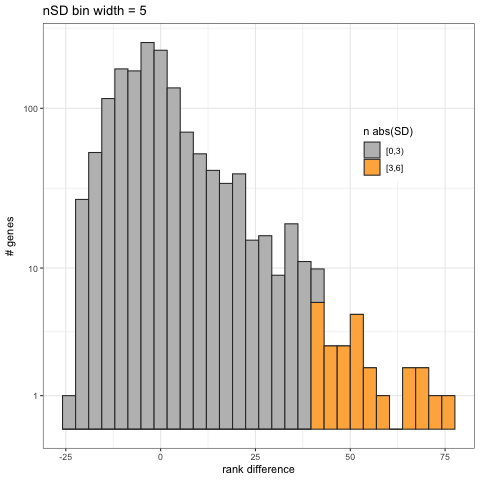 nSD bin width = 5
n abs(SD)
[0,3)
[3,6]
100
10
1
# genes
-25 0 25 50 75
rank difference